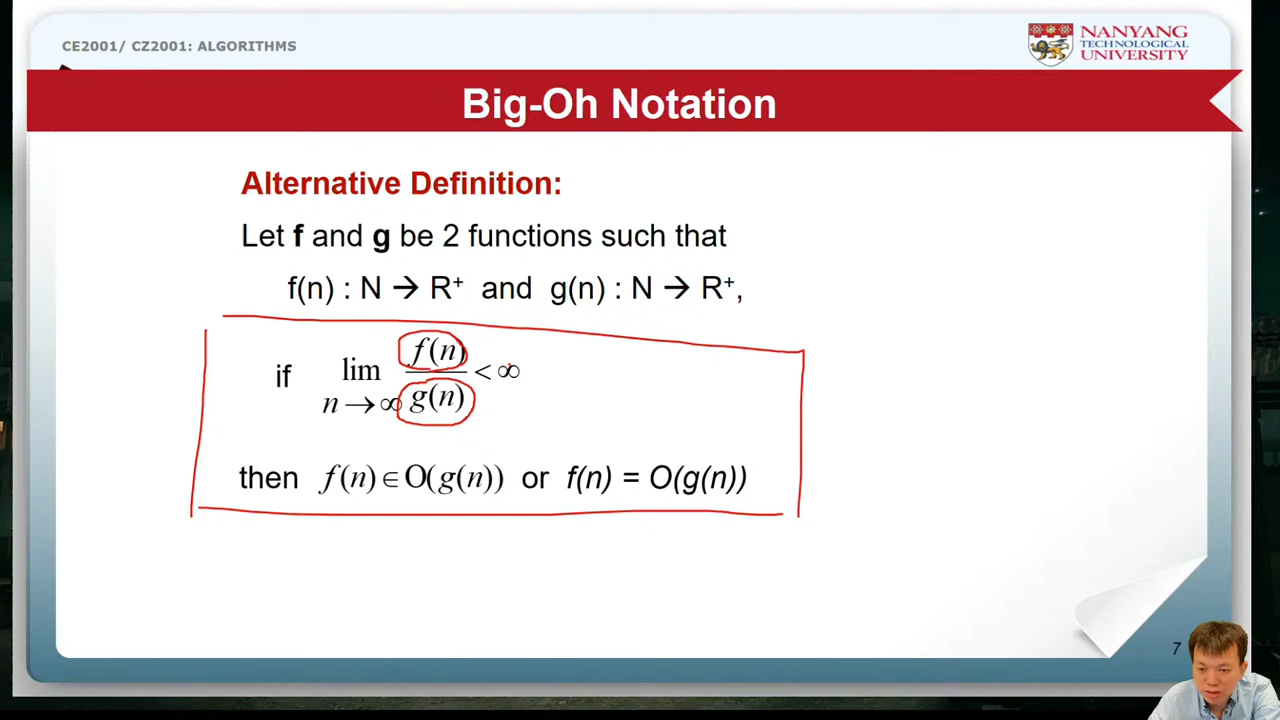 CE2001/ CZ2001: ALGORITHMS
NANYANG
TECHNOLOGICAL
UNIVERSITY
Big-Oh Notation
Alternative Definition:
Let f and g be 2 functions such that
f(n) : N → R⁺ and g(n) : N → R⁺,
if lim n→∞ f(n)/g(n) < ∞
then f(n) ∈ O(g(n)) or f(n) = O(g(n))
7